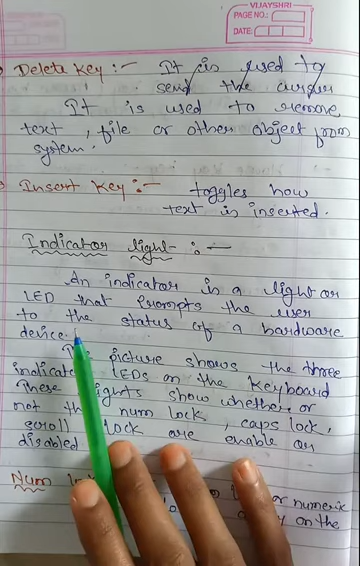 VIJAYSHRI
PAGE NO.:
DATE:
Delete Key :- It is used to
send the cursor
It is used to remove
text, file or other object from
system.
Insert Key :- toggles how
text is inserted.
Indicator light :-
An indicator is a light or
LED that prompts the user
to the status of a hardware
device.
picture shows the three
indicator LEDs on the Keyboard
These lights show whether or
not the num lock, caps lock,
scroll lock are enable or
disabled
Num
or numeric
on the